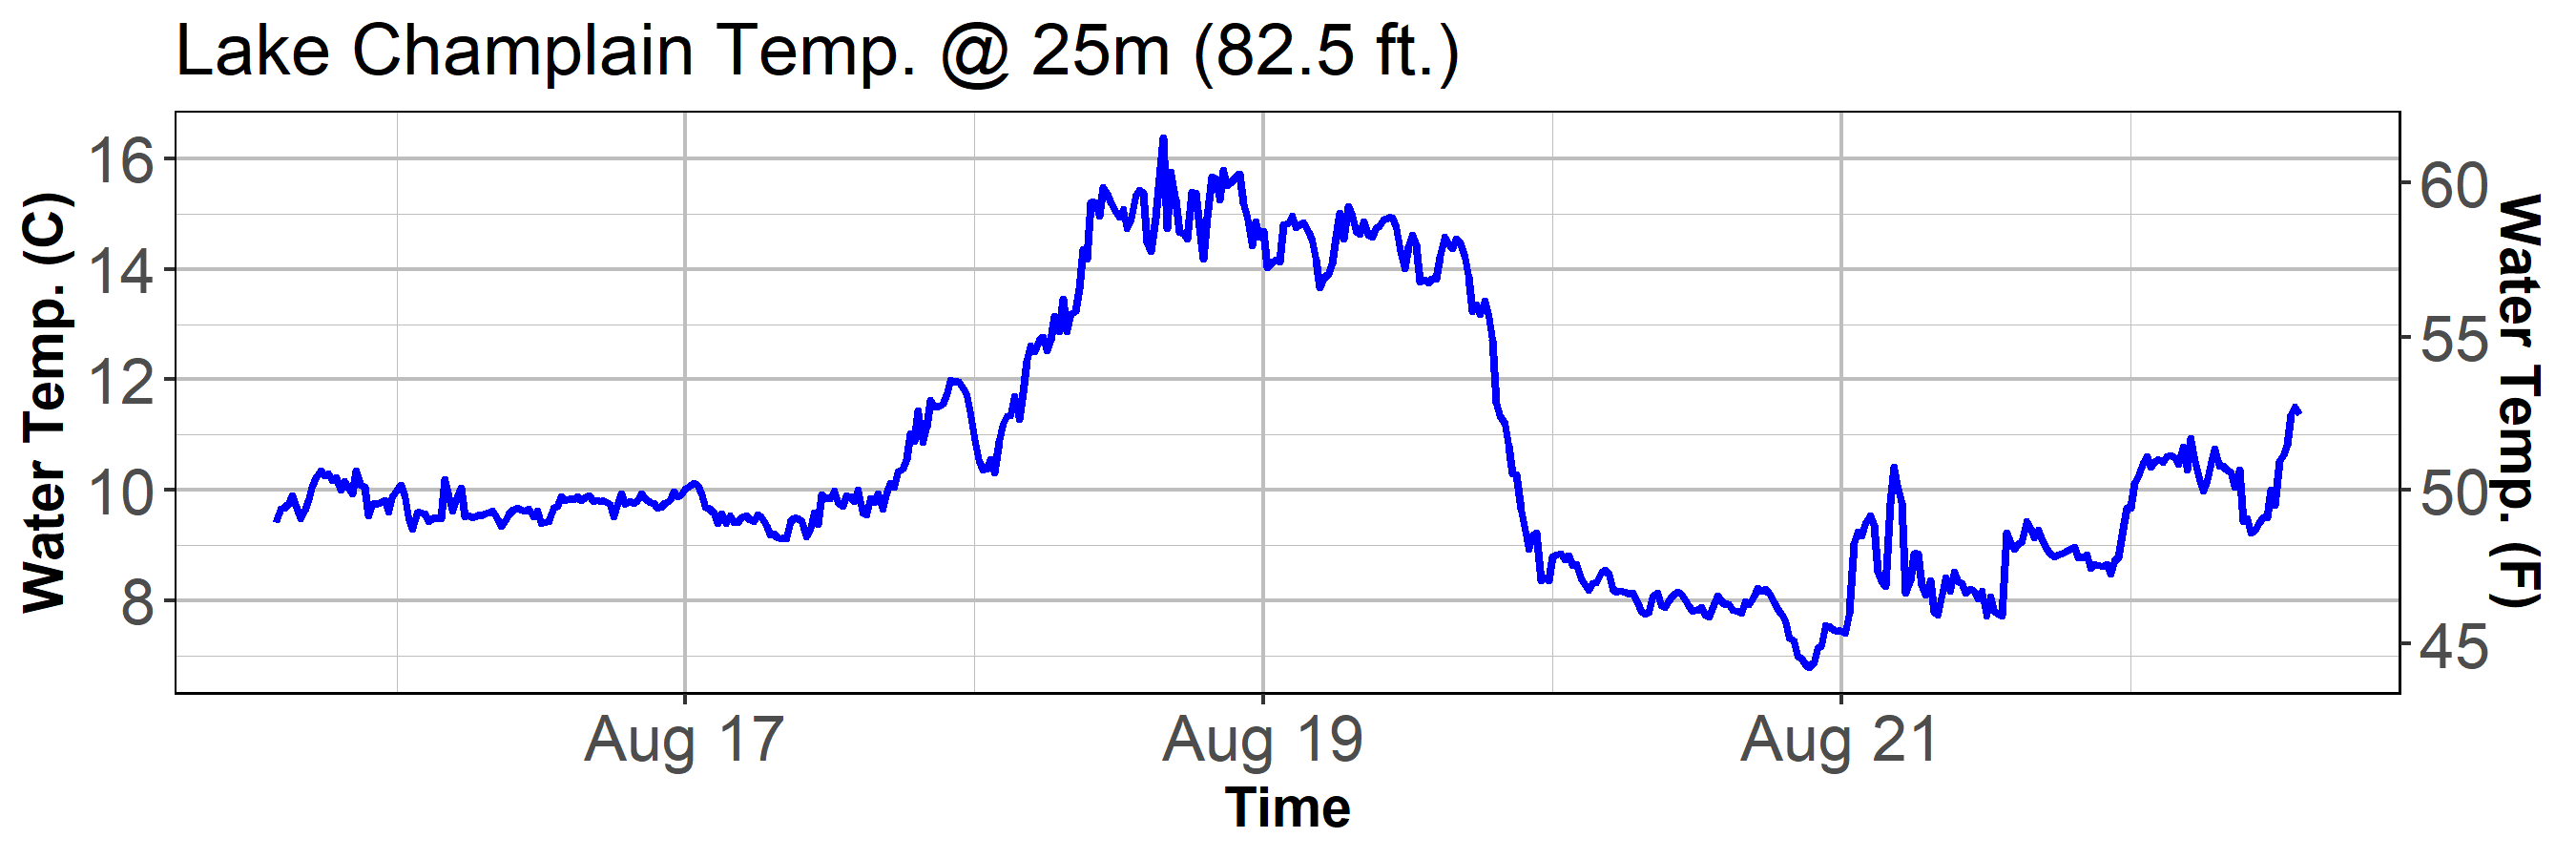 Lake Champlain Temp. @ 25m (82.5 ft.)
Water Temp. (C)
16
14
12
10
8
60
55
50
45
Water Temp. (F)
Aug 17 Aug 19 Aug 21
Time